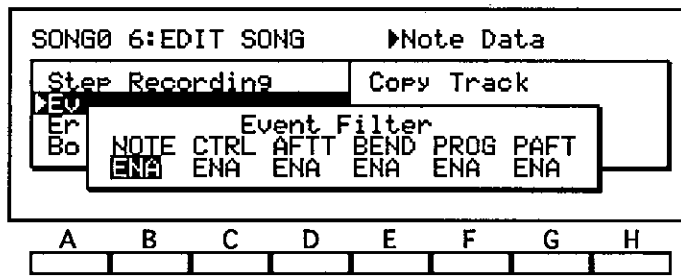 SONG0 6:EDIT SONG ▶Note Data
Step Recording Copy Track
▶Ev
Er Event Filter
Bo NOTE CTRL AFTT BEND PROG PAFT
ENA ENA ENA ENA ENA ENA
A B C D E F G H